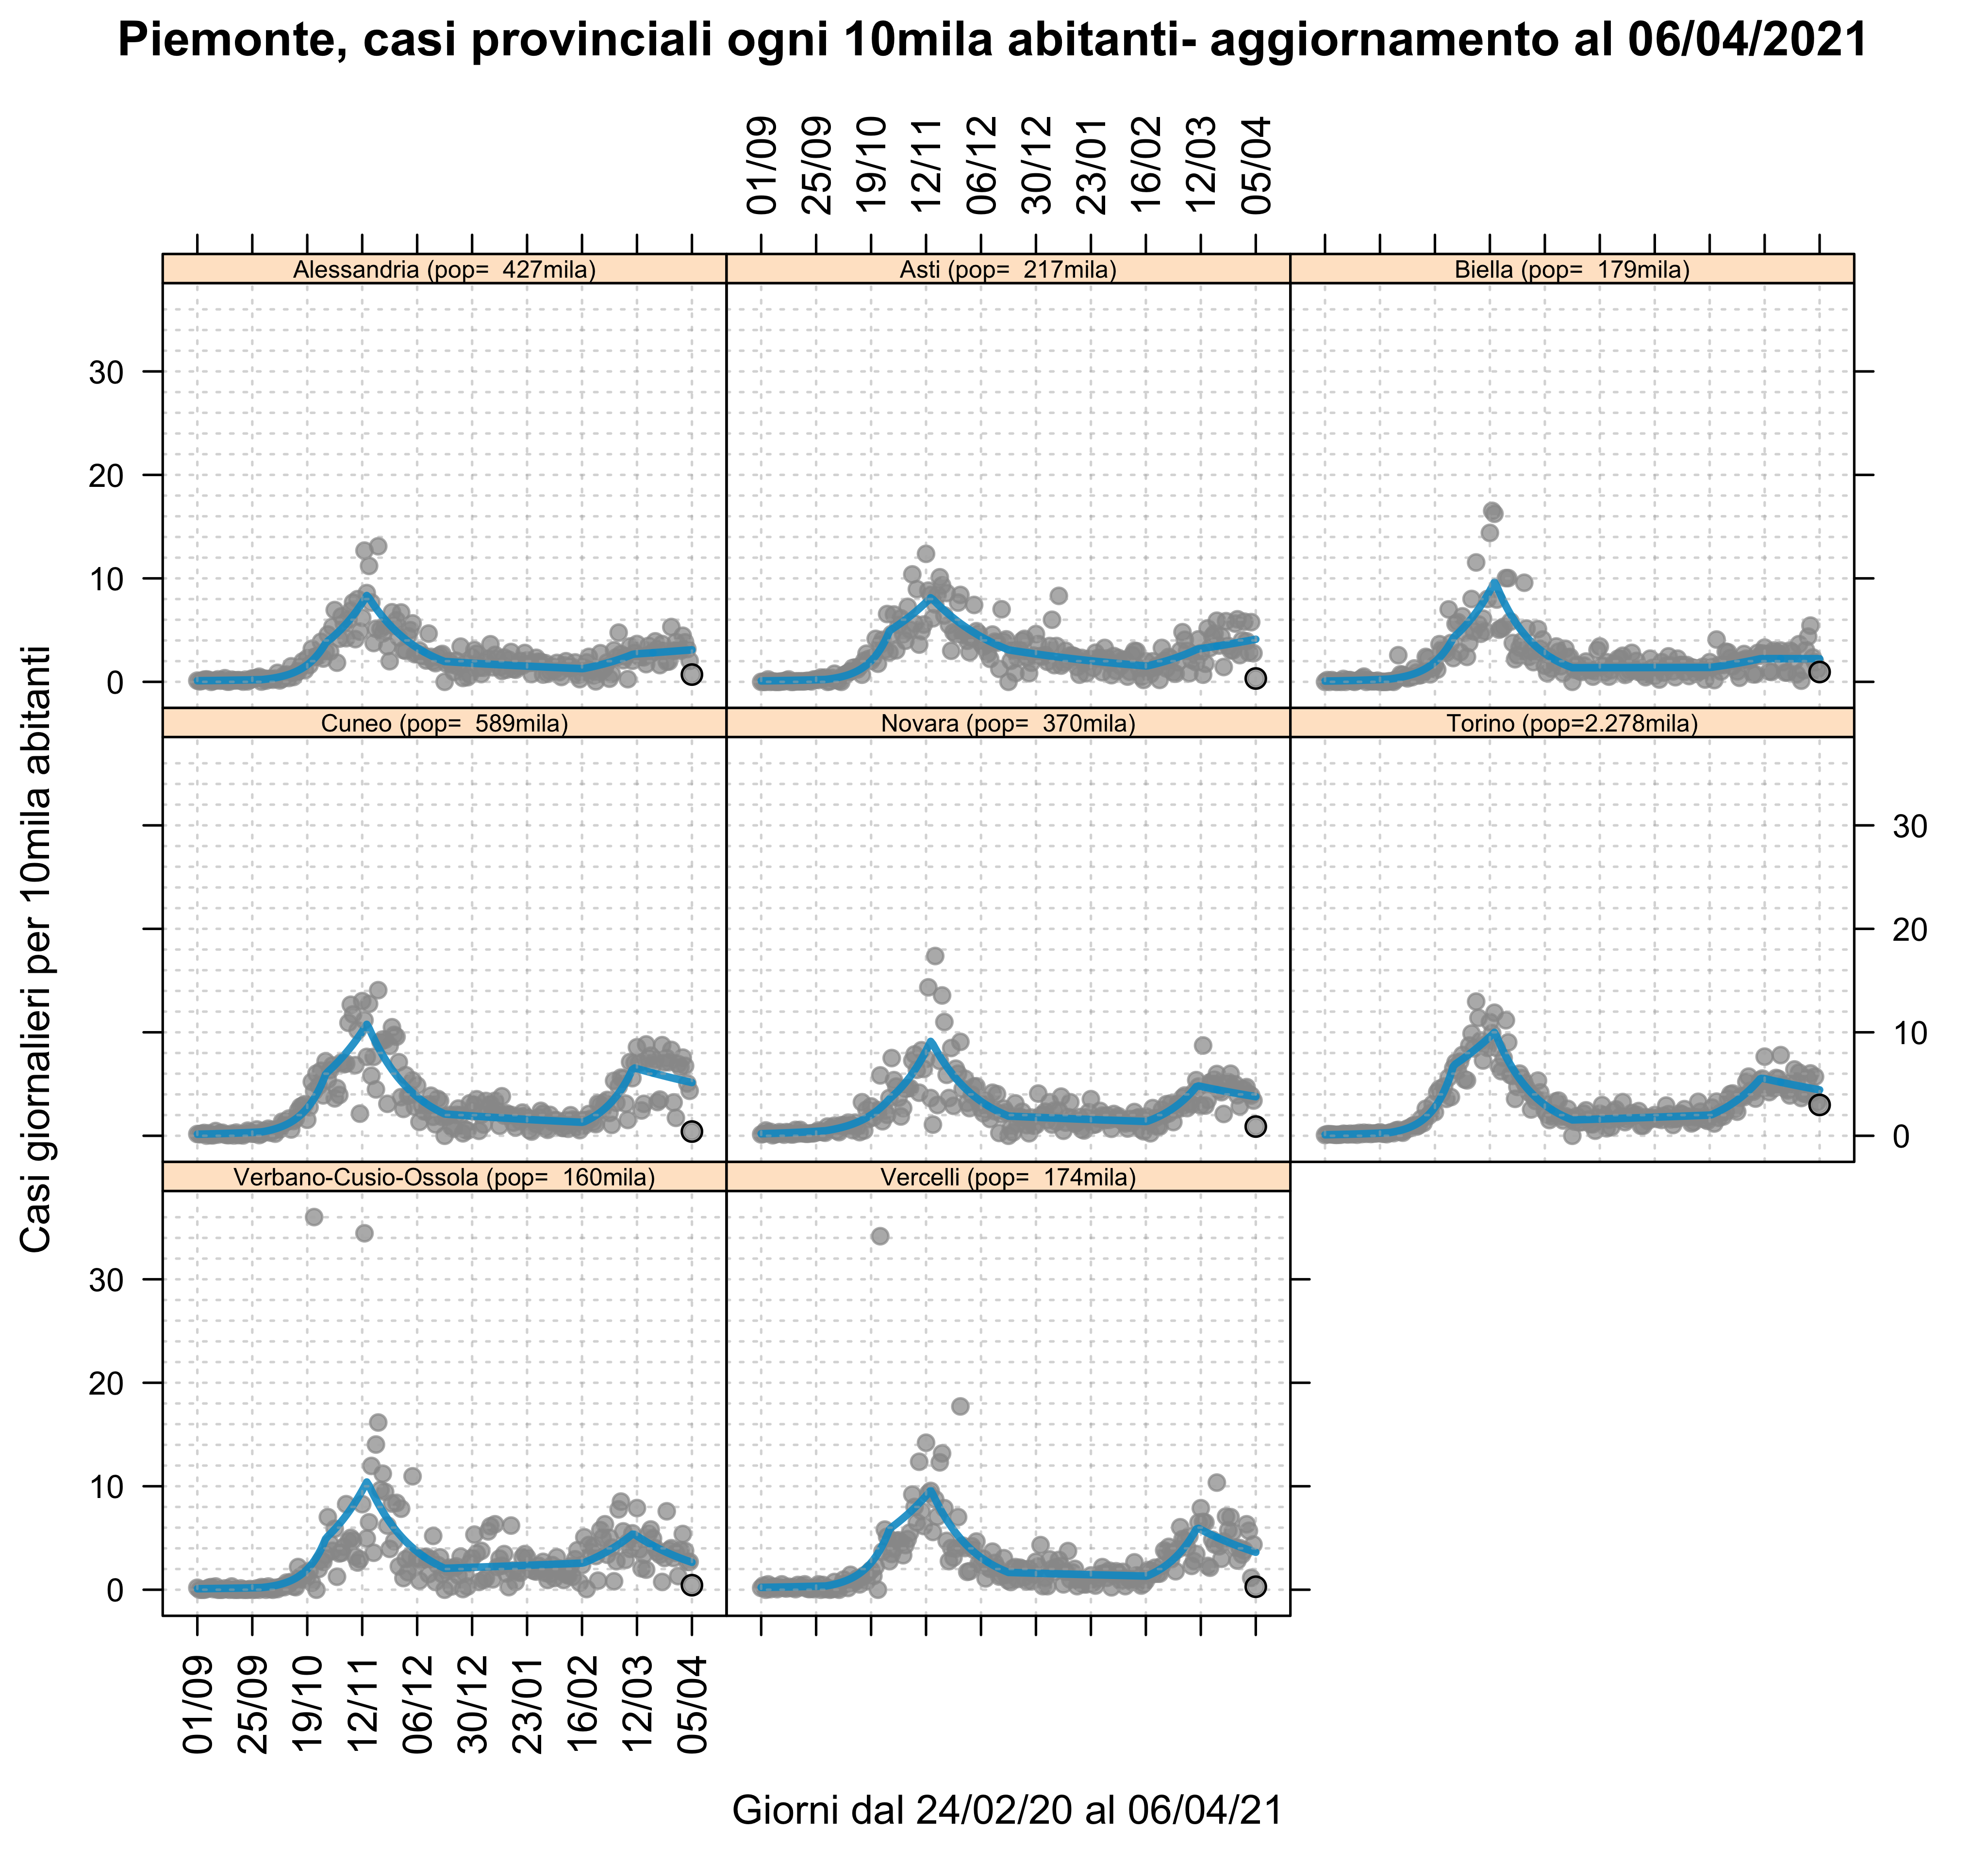 Piemonte, casi provinciali ogni 10mila abitanti- aggiornamento al 06/04/2021
01/09
25/09
19/10
12/11
06/12
30/12
23/01
16/02
12/03
05/04
Alessandria (pop=  427mila)
Asti (pop=  217mila)
Biella (pop=  179mila)
30
20
10
0
Cuneo (pop=  589mila)
Novara (pop=  370mila)
Torino (pop=2.278mila)
30
20
10
0
Verbano-Cusio-Ossola (pop=  160mila)
Vercelli (pop=  174mila)
30
20
10
0
Casi giornalieri per 10mila abitanti
01/09
25/09
19/10
12/11
06/12
30/12
23/01
16/02
12/03
05/04
Giorni dal 24/02/20 al 06/04/21